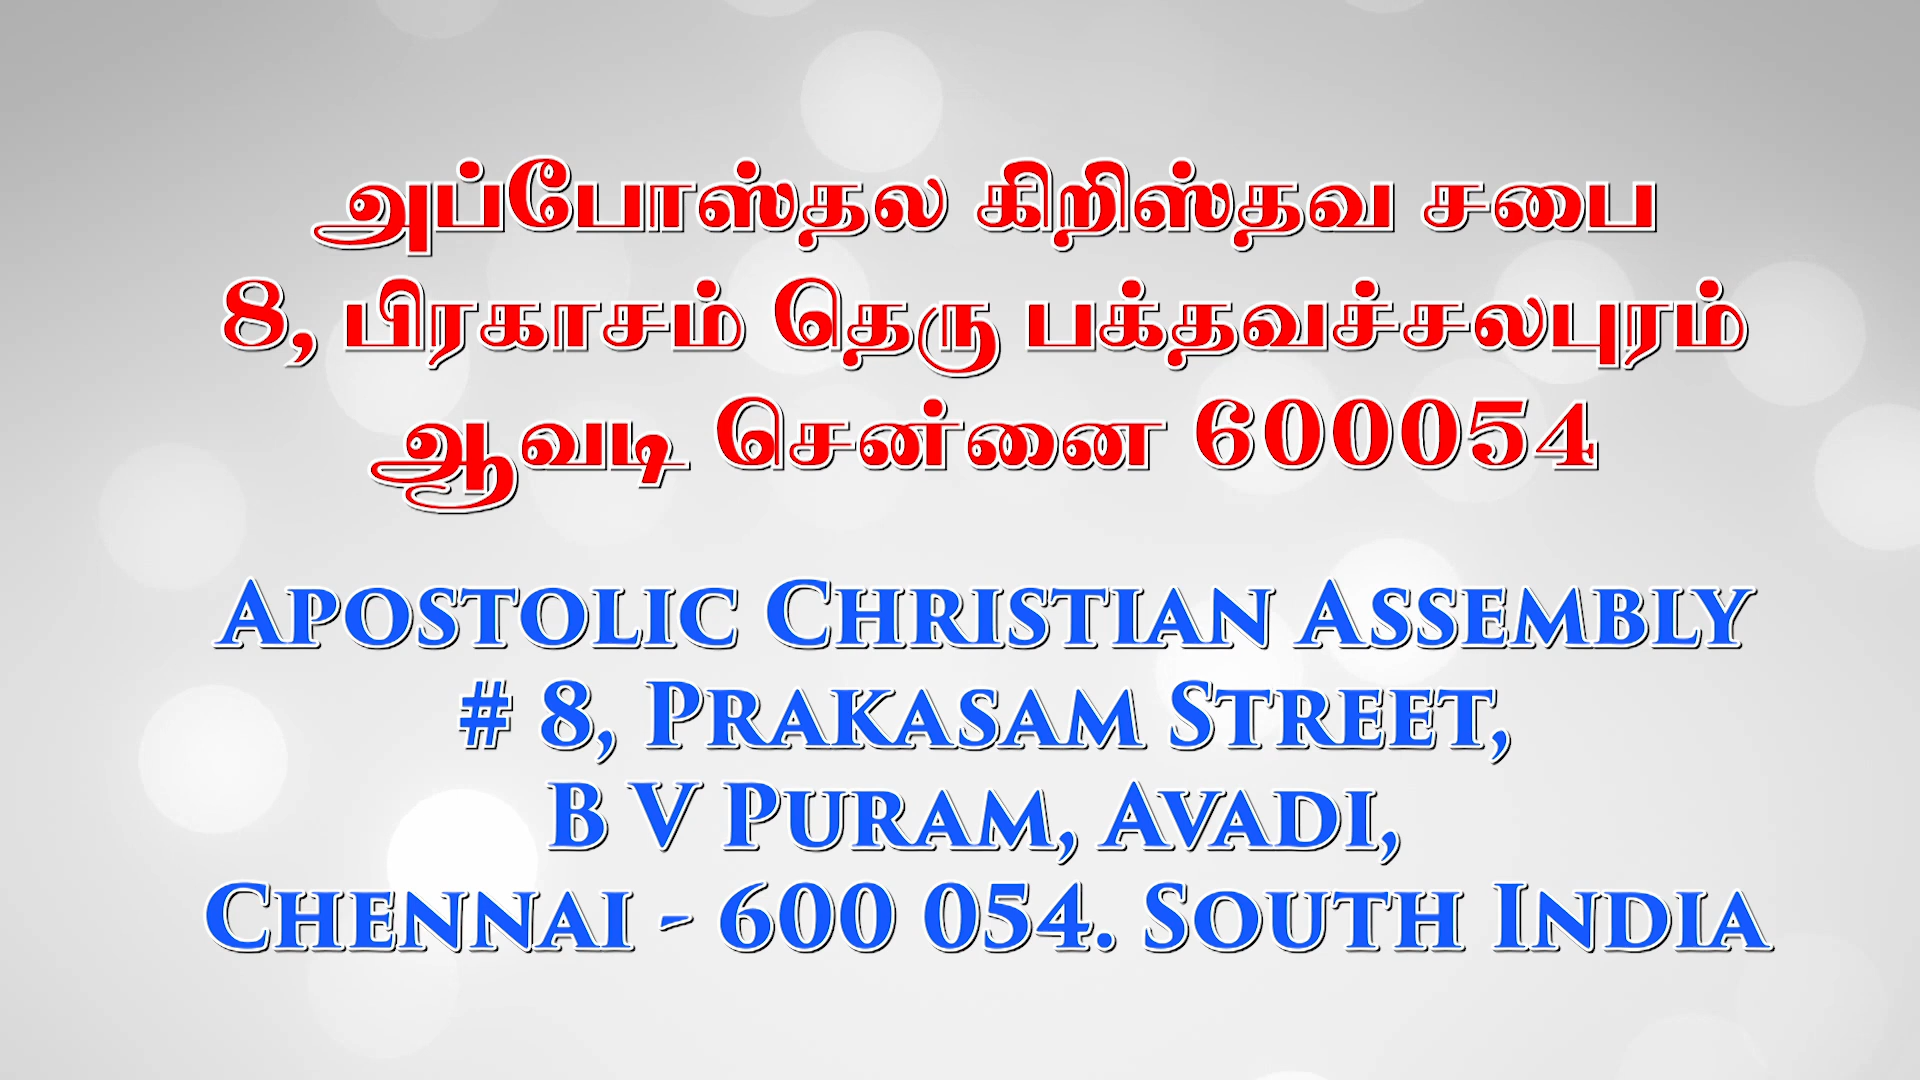 அப்போஸ்தல கிறிஸ்தவ சபை
8, பிரகாசம் தெரு பக்தவச்சலபுரம்
ஆவடி சென்னை 600054
Apostolic Christian Assembly
# 8, Prakasam Street,
B V Puram, Avadi,
Chennai - 600 054. South India